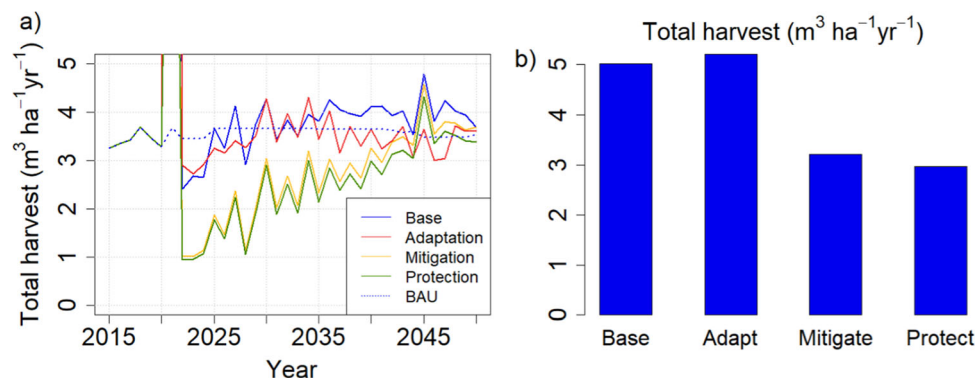 a)
Total harvest (m³ ha⁻¹yr⁻¹)
5
4
3
2
1
0
2015
2025
2035
2045
Year
Base
Adaptation
Mitigation
Protection
BAU
b)
Total harvest (m³ ha⁻¹yr⁻¹)
5
4
3
2
1
0
Base
Adapt
Mitigate
Protect